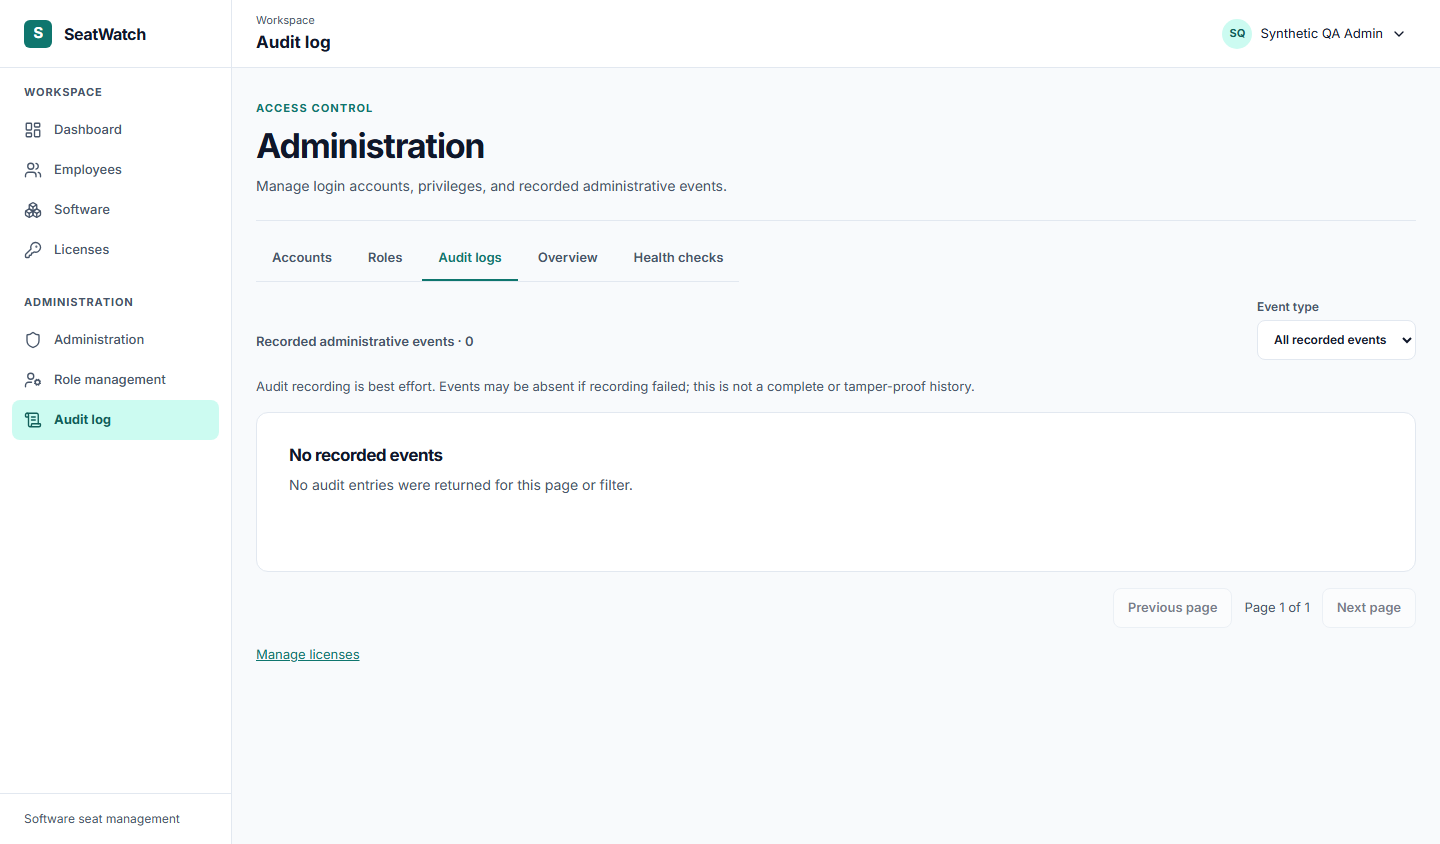 S SeatWatch
Workspace
Audit log
SQ Synthetic QA Admin
WORKSPACE
Dashboard
Employees
Software
Licenses
ADMINISTRATION
Administration
Role management
Audit log
Software seat management
ACCESS CONTROL
Administration
Manage login accounts, privileges, and recorded administrative events.
Accounts Roles Audit logs Overview Health checks
Event type
Recorded administrative events · 0
All recorded events
Audit recording is best effort. Events may be absent if recording failed; this is not a complete or tamper-proof history.
No recorded events
No audit entries were returned for this page or filter.
Previous page Page 1 of 1 Next page
Manage licenses